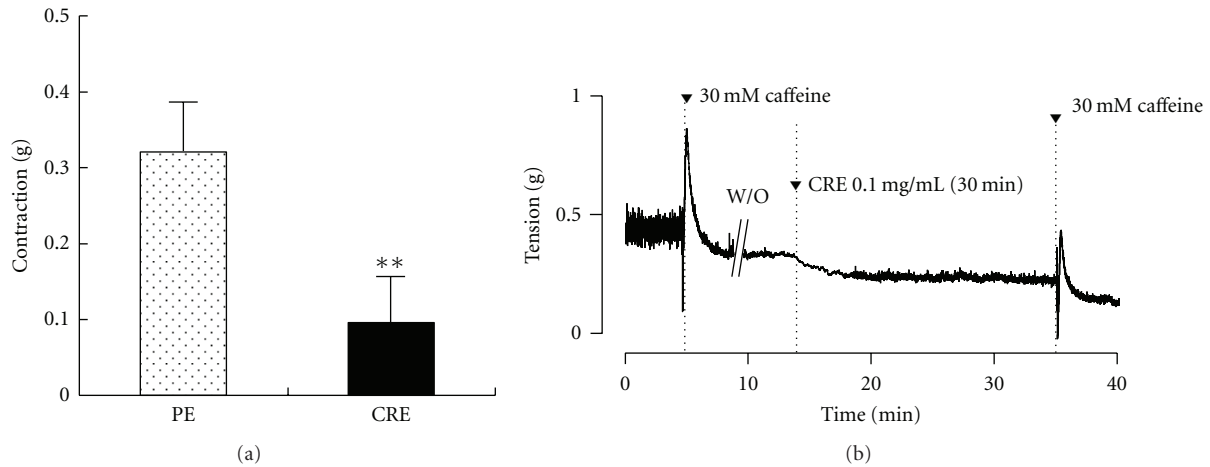 0.5
0.4
0.3
0.2
0.1
0
Contraction (g)
**
PE
CRE
(a)
1
0.5
0
Tension (g)
30 mM caffeine
W/O
CRE 0.1 mg/mL (30 min)
30 mM caffeine
0
10
20
30
40
Time (min)
(b)